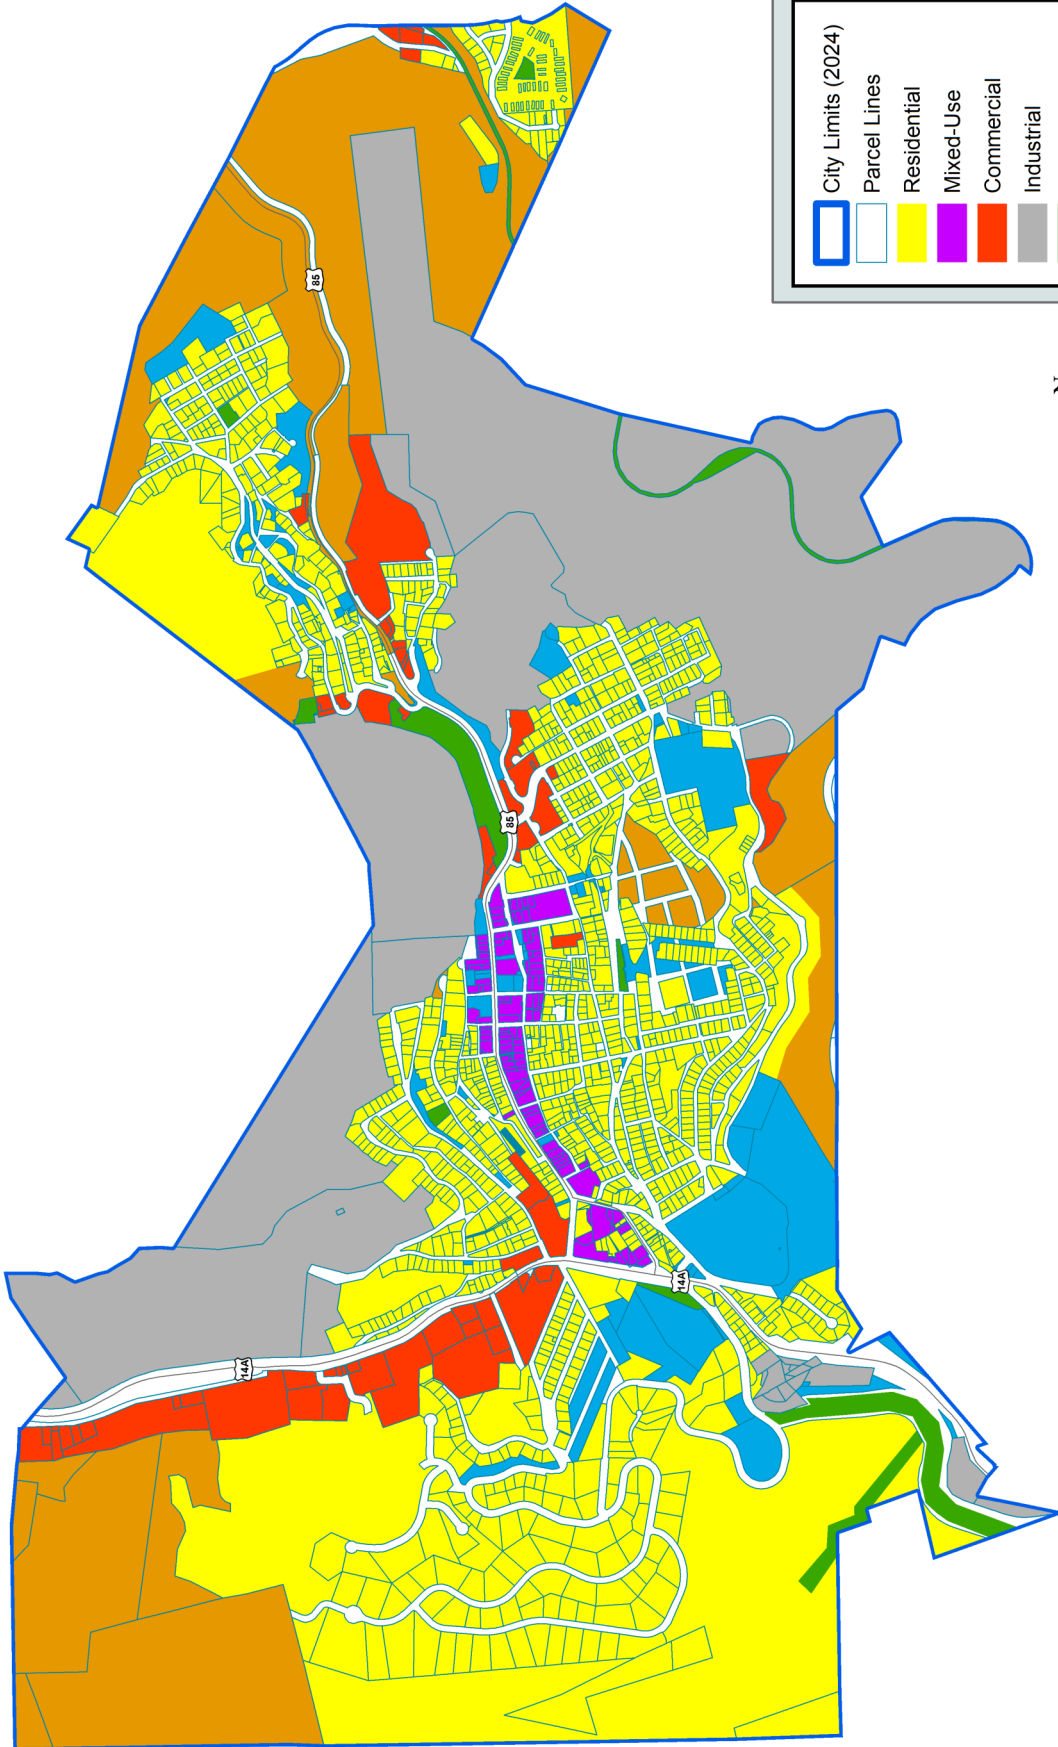 City Limits (2024)
Parcel Lines
Residential
Mixed-Use
Commercial
Industrial
85
85
14A
14A
N